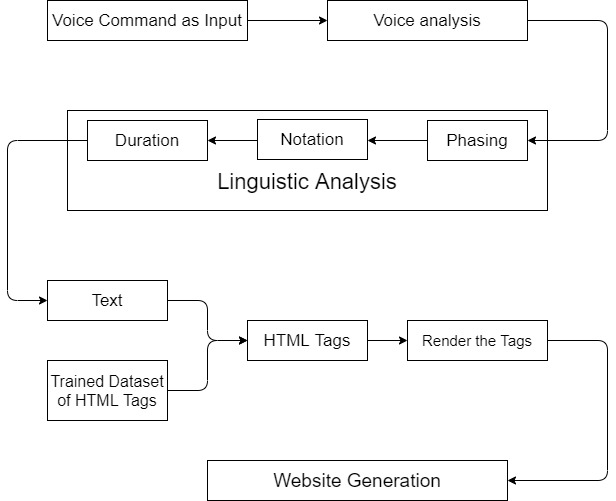 Voice Command as Input
Voice analysis
Duration
Notation
Phasing
Linguistic Analysis
Text
HTML Tags
Render the Tags
Trained Dataset
of HTML Tags
Website Generation